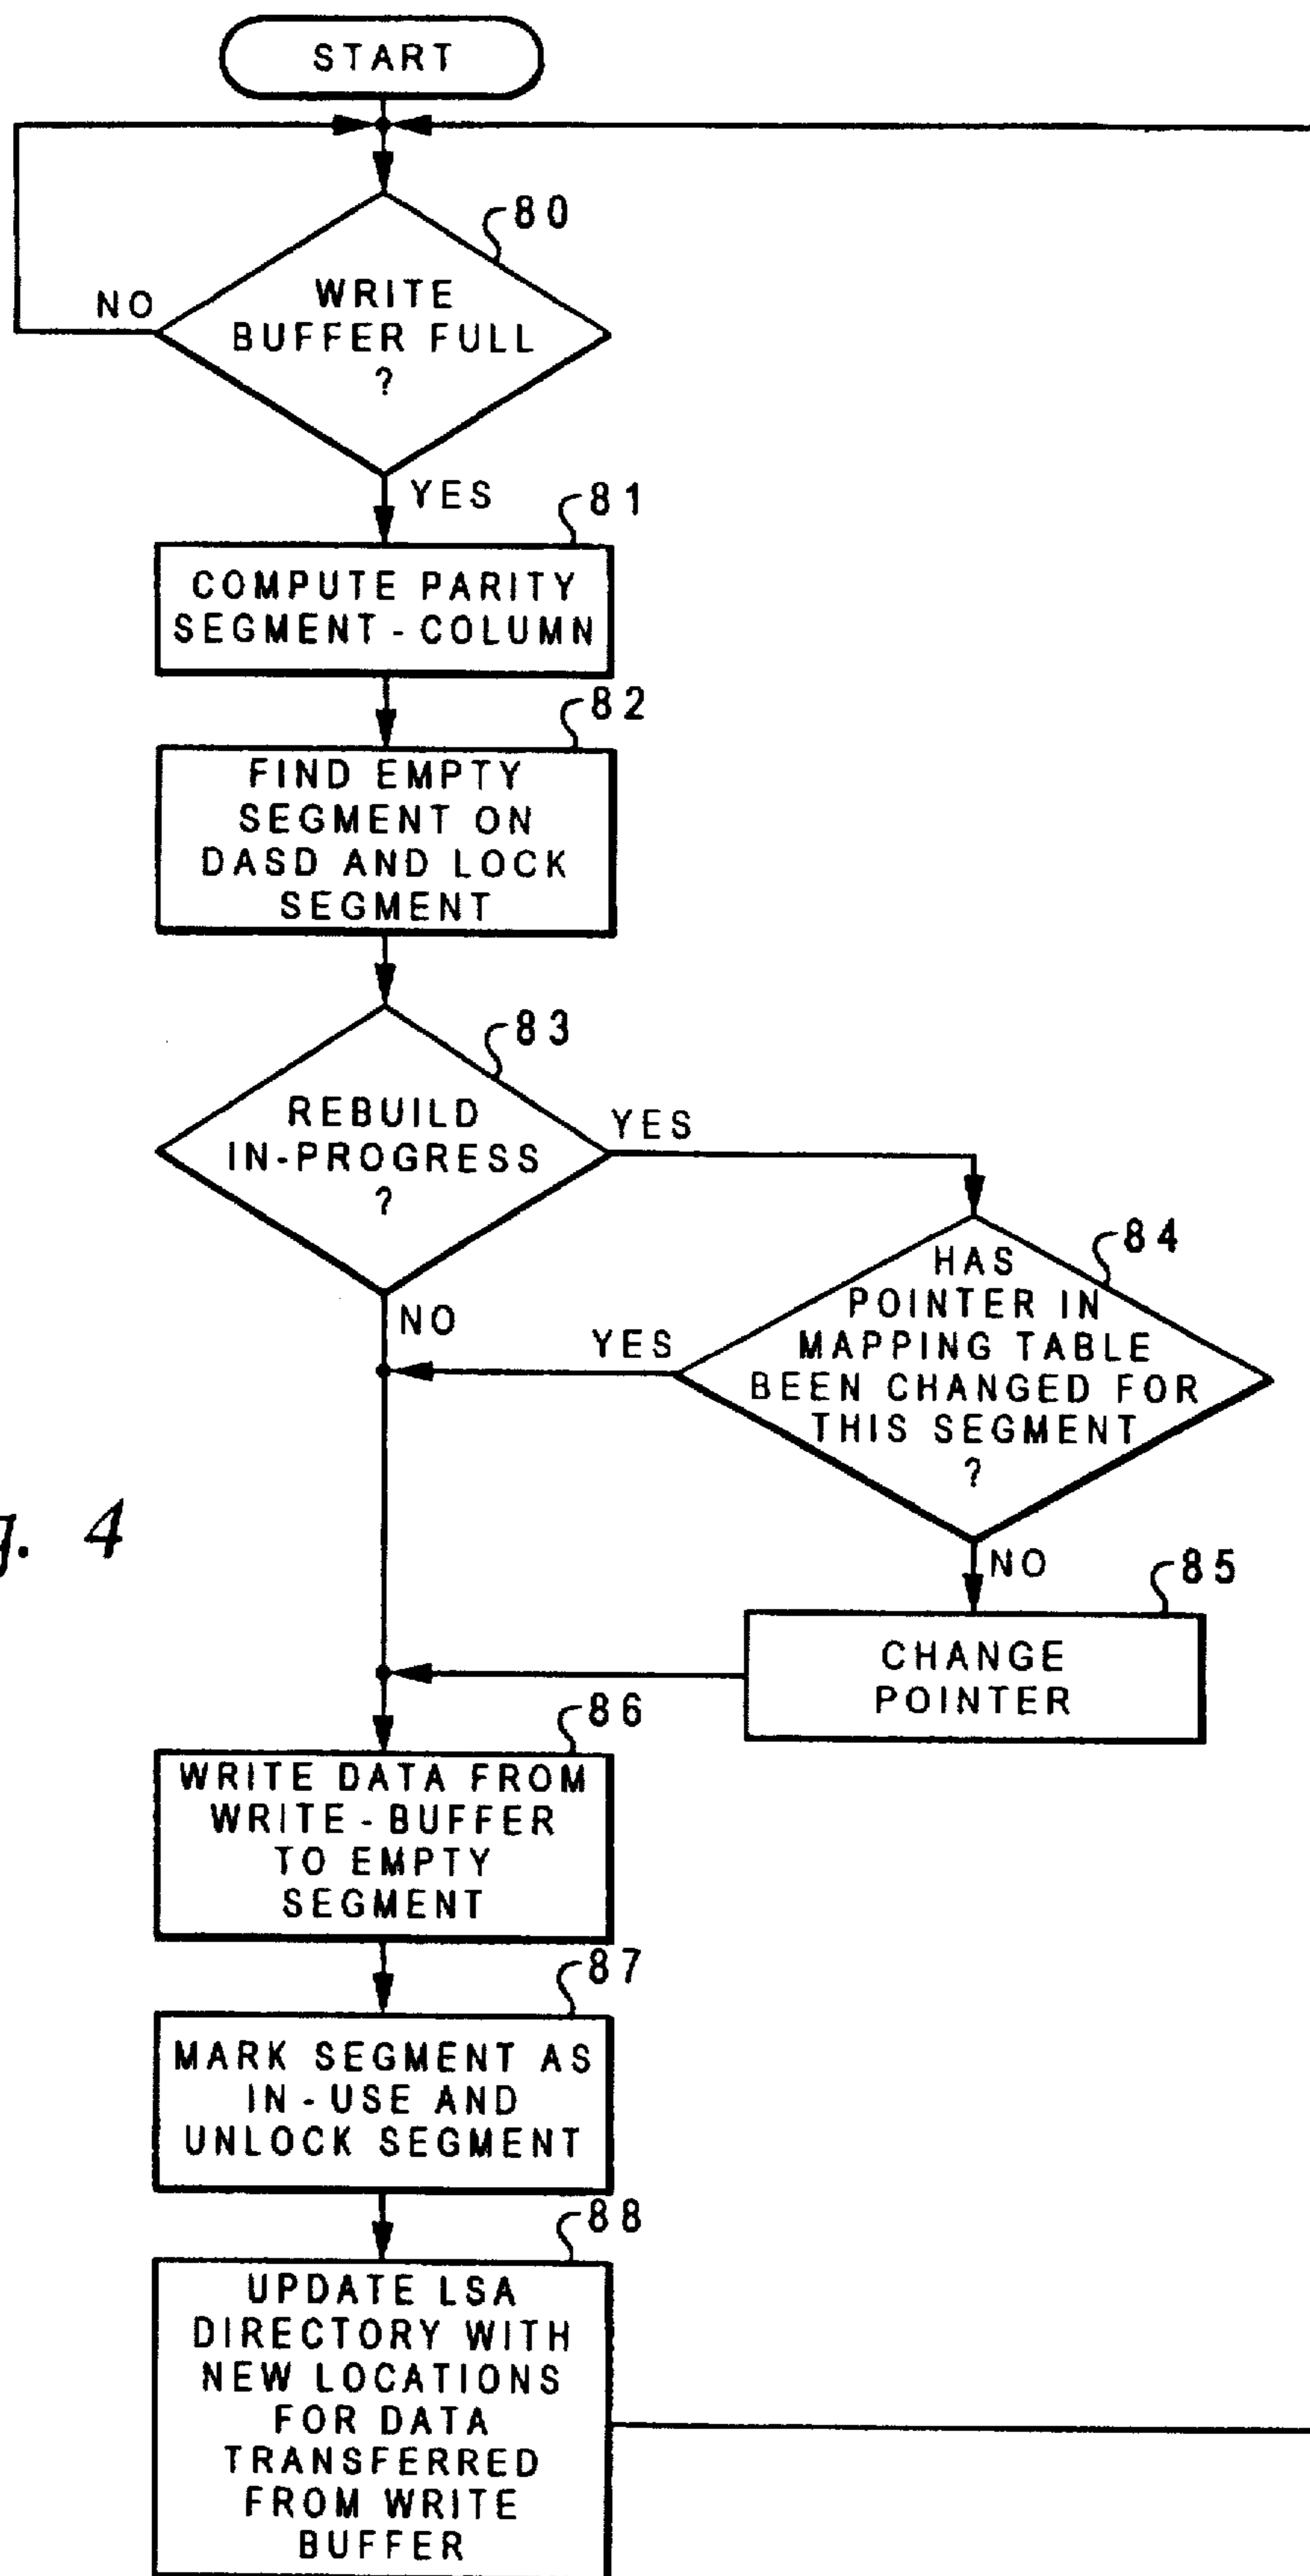 START
80
WRITE
BUFFER FULL
?
NO
YES
81
COMPUTE PARITY
SEGMENT - COLUMN
82
FIND EMPTY
SEGMENT ON
DASD AND LOCK
SEGMENT
83
REBUILD
IN-PROGRESS
?
YES
NO
84
HAS
POINTER IN
MAPPING TABLE
BEEN CHANGED FOR
THIS SEGMENT
?
YES
NO
g. 4
85
CHANGE
POINTER
86
WRITE DATA FROM
WRITE - BUFFER
TO EMPTY
SEGMENT
87
MARK SEGMENT AS
IN - USE AND
UNLOCK SEGMENT
88
UPDATE LSA
DIRECTORY WITH
NEW LOCATIONS
FOR DATA
TRANSFERRED
FROM WRITE
BUFFER